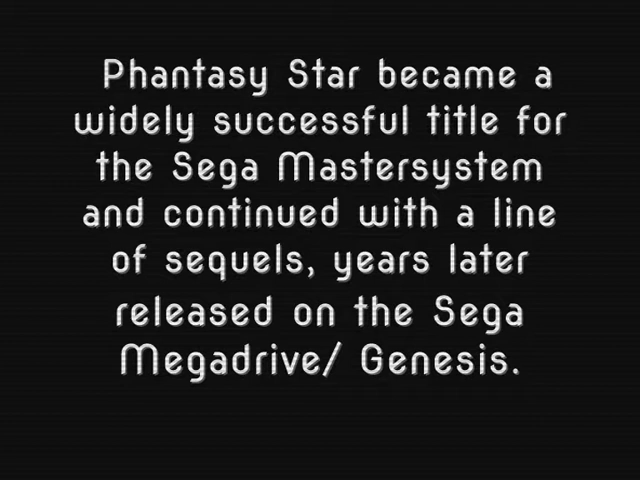 Phantasy Star became a
widely successful title for
the Sega Mastersystem
and continued with a line
of sequels, years later
released on the Sega
Megadrive/ Genesis.